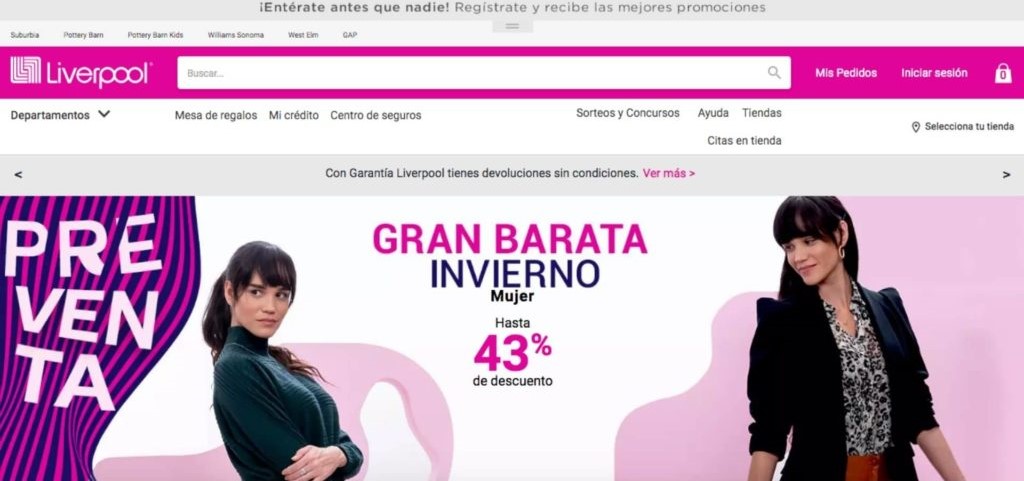 ¡Entérate antes que nadie! Regístrate y recibe las mejores promociones
Suburbia Pottery Barn Pottery Barn Kids Williams Sonoma West Elm GAP
Liverpool
Buscar...
Mis Pedidos Iniciar sesión 0
Departamentos Mesa de regalos Mi crédito Centro de seguros Sorteos y Concursos Ayuda Tiendas
Citas en tienda
Selecciona tu tienda
< Con Garantía Liverpool tienes devoluciones sin condiciones. Ver más > >
PRE
VEN
TA
GRAN BARATA
INVIERNO
Mujer
Hasta
43%
de descuento